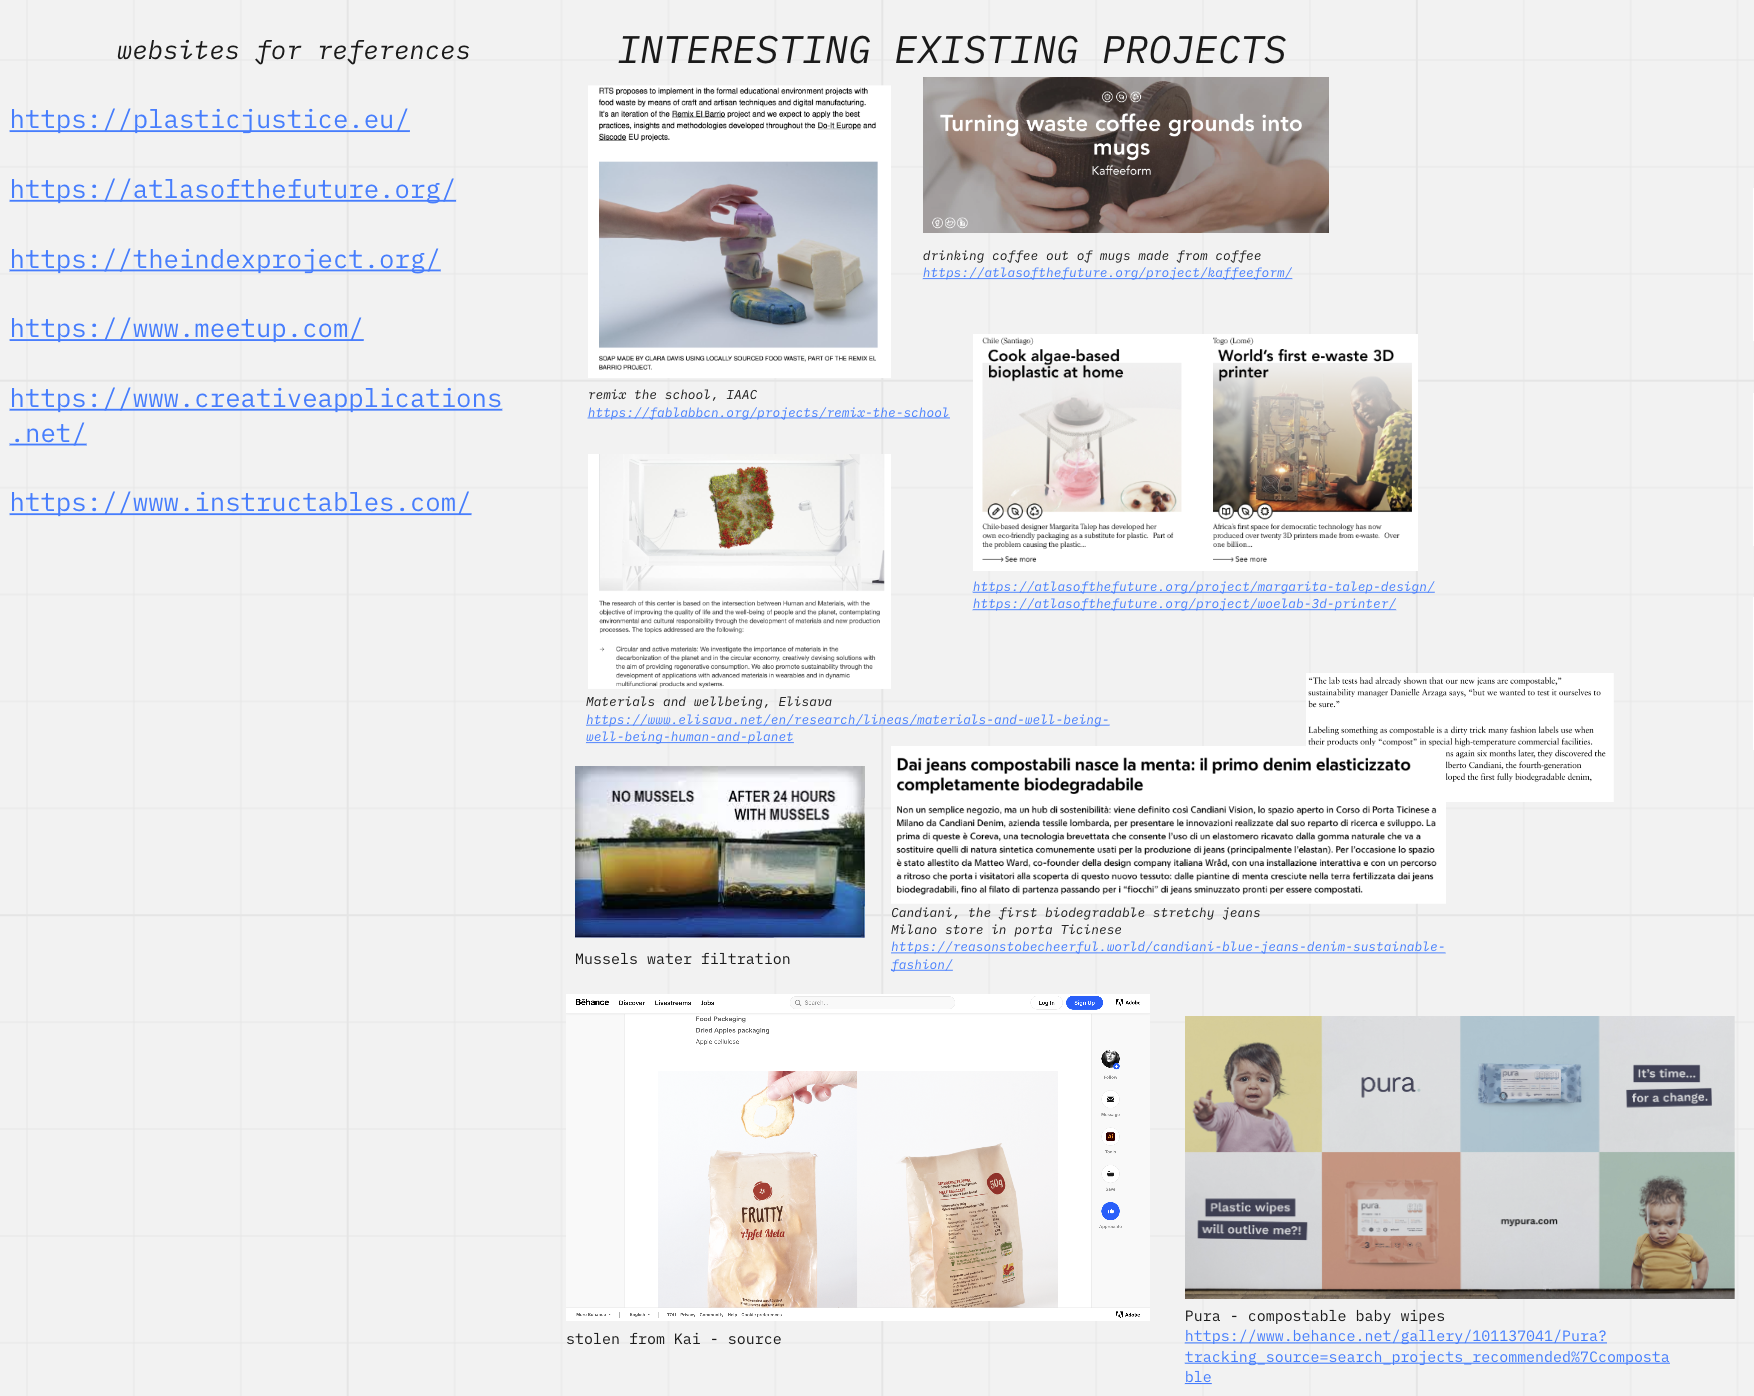 websites for references
https://plasticjustice.eu/
https://atlasofthefuture.org/
https://theindexproject.org/
https://www.meetup.com/
https://www.creativeapplications
.net/
https://www.instructables.com/
INTERESTING EXISTING PROJECTS
RTS proposes to implement in the formal educational environment projects with
food waste by means of craft and artisan techniques and digital manufacturing.
It's an iteration of the Remix El Barrio project and we expect to apply the best
practices, insights and methodologies developed throughout the Do-It Europe and
Siscode EU projects.
SOAP MADE BY CLARA DAVIS USING LOCALLY SOURCED FOOD WASTE, PART OF THE REMIX EL
BARRIO PROJECT.
remix the school, IAAC
https://fablabbcn.org/projects/remix-the-school
Turning waste coffee grounds into
mugs
Kaffeeform
drinking coffee out of mugs made from coffee
https://atlasofthefuture.org/project/kaffeeform/
Chile (Santiago)
Cook algae-based
bioplastic at home
Chile-based designer Margarita Talep has developed her
own eco-friendly packaging as a substitute for plastic. Part of
the problem causing the plastic...
See more
Togo (Lomé)
World's first e-waste 3D
printer
Africa's first space for democratic technology has now
produced over twenty 3D printers made from e-waste. Over
one billion...
See more
https://atlasofthefuture.org/project/margarita-talep-design/
https://atlasofthefuture.org/project/woelab-3d-printer/
The research of this center is based on the intersection between Human and Materials, with the
objective of improving the quality of life and the well-being of people and the planet, contemplating
environmental and cultural responsibility through the development of materials and new production
processes. The topics addressed are the following:
→ Circular and active materials: We investigate the importance of materials in the
decarbonization of the planet and in the circular economy, creatively devising solutions with
the aim of providing regenerative consumption. We also promote sustainability through the
development of applications with advanced materials in wearables and in dynamic
multifunctional products and systems.
Materials and wellbeing, Elisava
https://www.elisava.net/en/research/lineas/materials-and-well-being-
well-being-human-and-planet
“The lab tests had already shown that our new jeans are compostable,”
sustainability manager Danielle Arzaga says, “but we wanted to test it ourselves to
be sure.”
Labeling something as compostable is a dirty trick many fashion labels use when
their products only “compost” in special high-temperature commercial facilities.
ns again six months later, they discovered the
lberto Candiani, the fourth-generation
loped the first fully biodegradable denim,
Dai jeans compostabili nasce la menta: il primo denim elasticizzato
completamente biodegradabile
Non un semplice negozio, ma un hub di sostenibilità: viene definito così Candiani Vision, lo spazio aperto in Corso di Porta Ticinese a
Milano da Candiani Denim, azienda tessile lombarda, per presentare le innovazioni realizzate dal suo reparto di ricerca e sviluppo. La
prima di queste è Coreva, una tecnologia brevettata che consente l'uso di un elastomero ricavato dalla gomma naturale che va a
sostituire quelli di natura sintetica comunemente usati per la produzione di jeans (principalmente l'elastan). Per l'occasione lo spazio
è stato allestito da Matteo Ward, co-founder della design company italiana Wråd, con una installazione interattiva e con un percorso
a ritroso che porta i visitatori alla scoperta di questo nuovo tessuto: dalle piantine di menta cresciute nella terra fertilizzata dai jeans
biodegradabili, fino al filato di partenza passando per i “fiocchi” di jeans sminuzzato pronti per essere compostati.
Candiani, the first biodegradable stretchy jeans
Milano store in porta Ticinese
https://reasonstobecheerful.world/candiani-blue-jeans-denim-sustainable-
fashion/
NO MUSSELS
AFTER 24 HOURS
WITH MUSSELS
Mussels water filtration
Bēhance Discover Livestreams Jobs Search... Log In Sign Up Adobe
Food Packaging
Dried Apples packaging
Apple cellulose
Follow
Message
Tools
Save
Appreciate
FRUTTY
50g
More Behance English TOU Privacy Community Help Cookie preferences Adobe
stolen from Kai - source
pura
pura.
pura
It's time...
for a change.
Plastic wipes
will outlive me?!
pura
mypura.com
Pura - compostable baby wipes
https://www.behance.net/gallery/101137041/Pura?
tracking_source=search_projects_recommended%7Ccomposta
ble